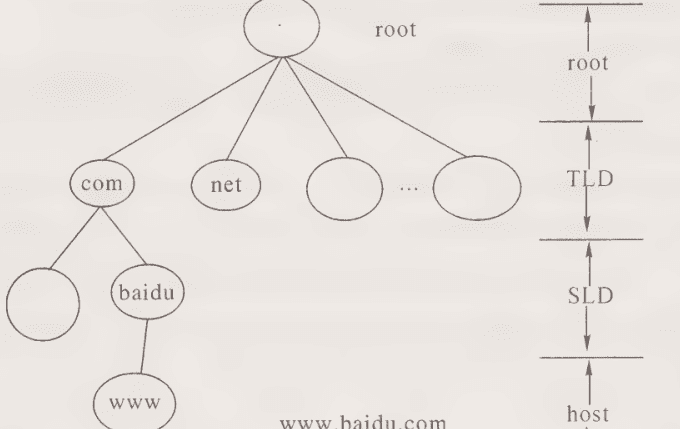 . root
root
com net ... TLD
baidu SLD
www
www.baidu.com host